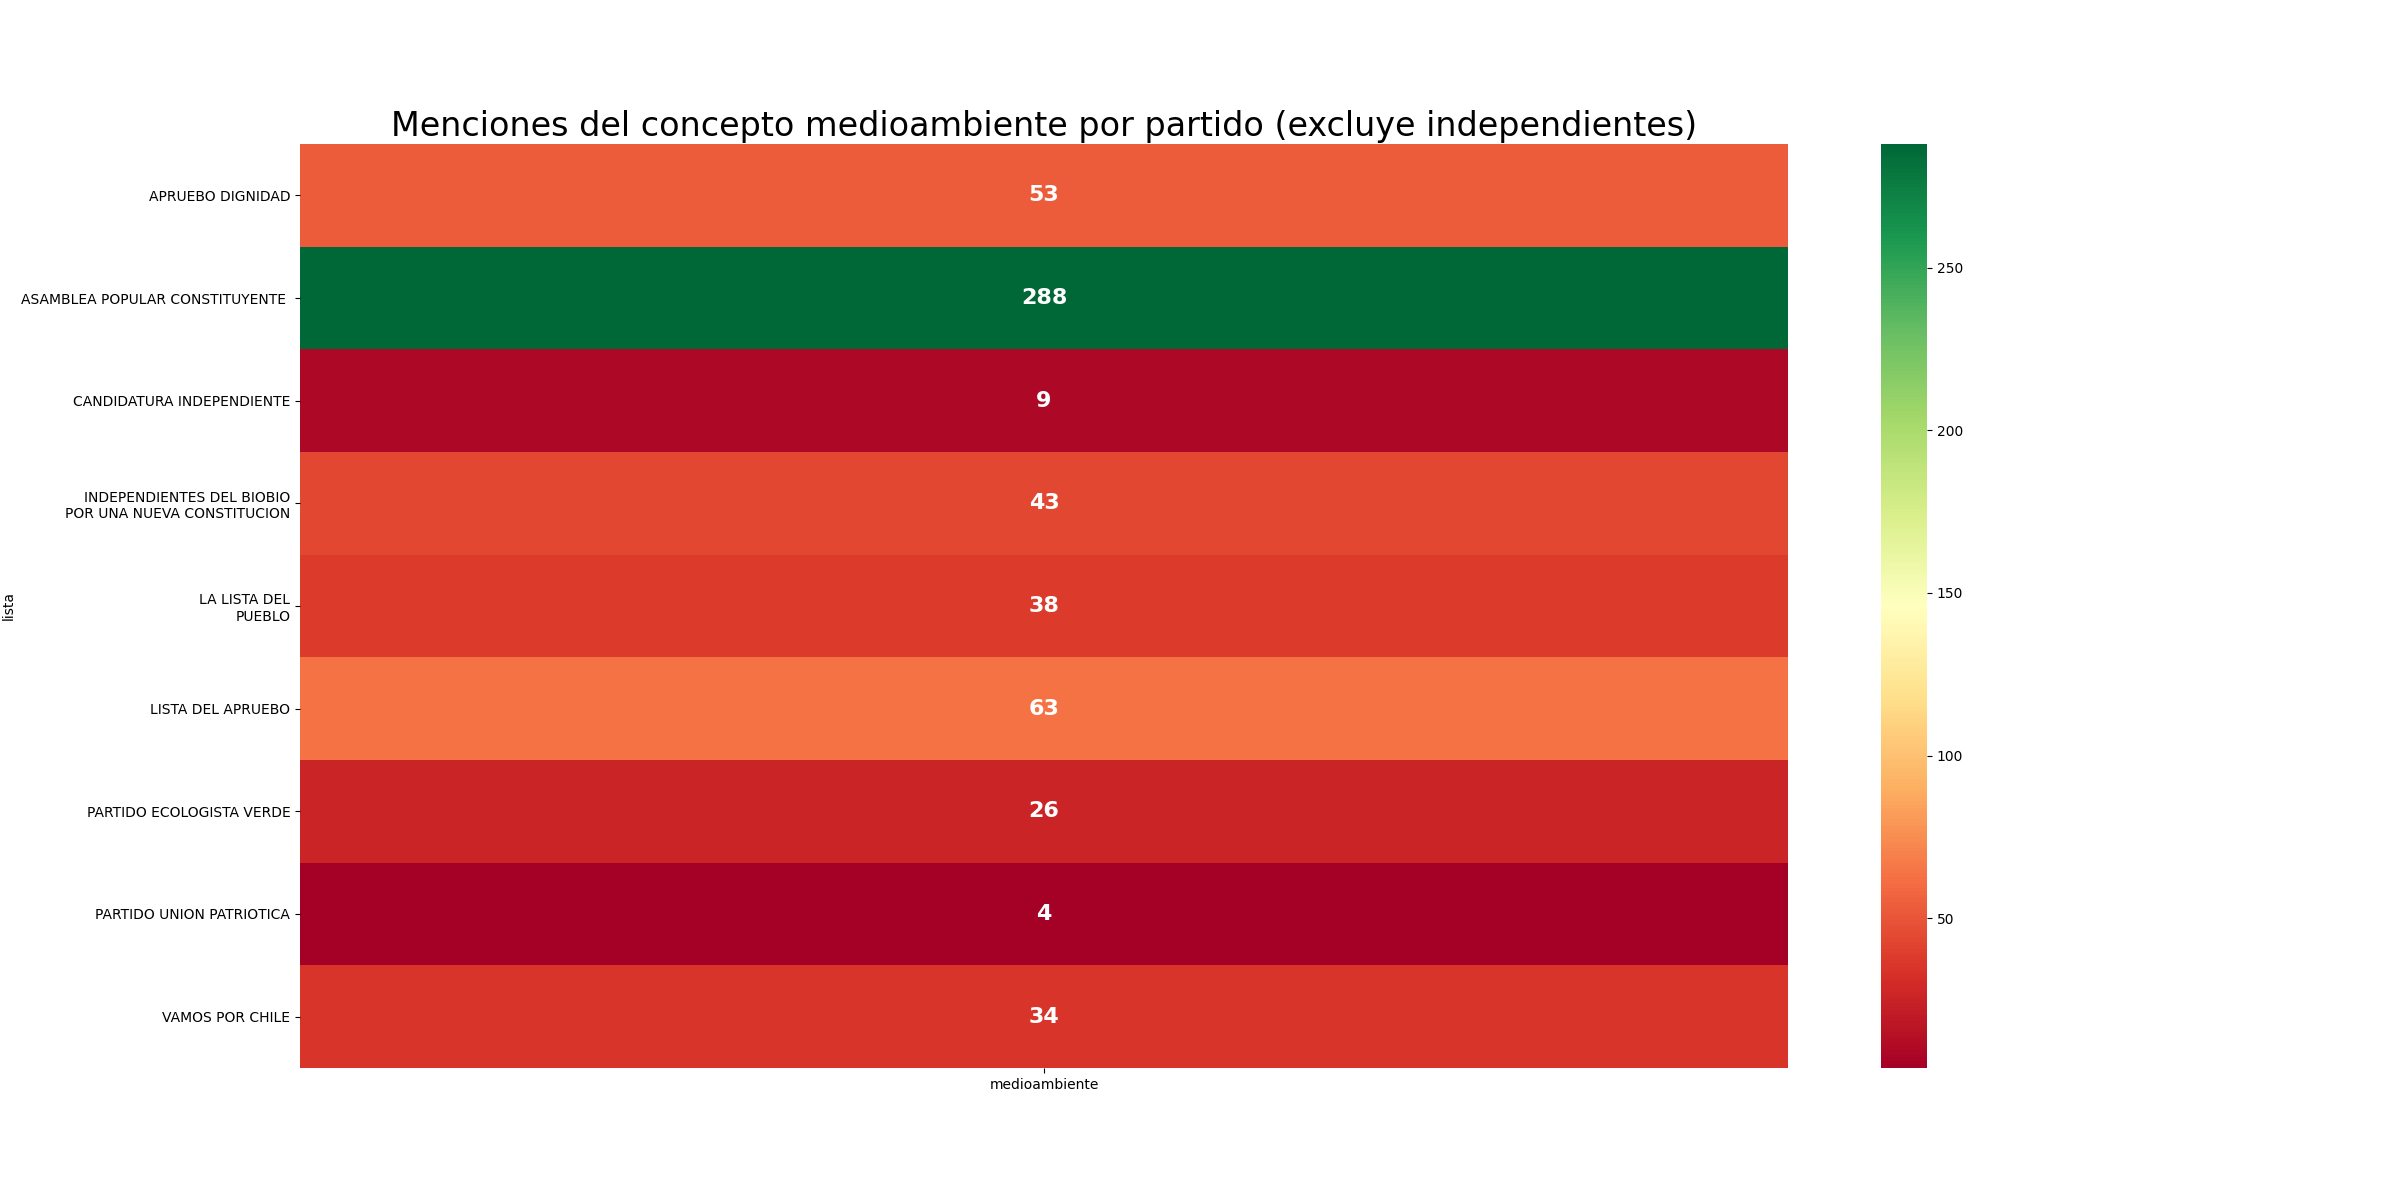 Menciones del concepto medioambiente por partido (excluye independientes)
lista
APRUEBO DIGNIDAD
53
ASAMBLEA POPULAR CONSTITUYENTE
288
CANDIDATURA INDEPENDIENTE
9
INDEPENDIENTES DEL BIOBIO
POR UNA NUEVA CONSTITUCION
43
LA LISTA DEL
PUEBLO
38
LISTA DEL APRUEBO
63
PARTIDO ECOLOGISTA VERDE
26
PARTIDO UNION PATRIOTICA
4
VAMOS POR CHILE
34
medioambiente
250
200
150
100
50